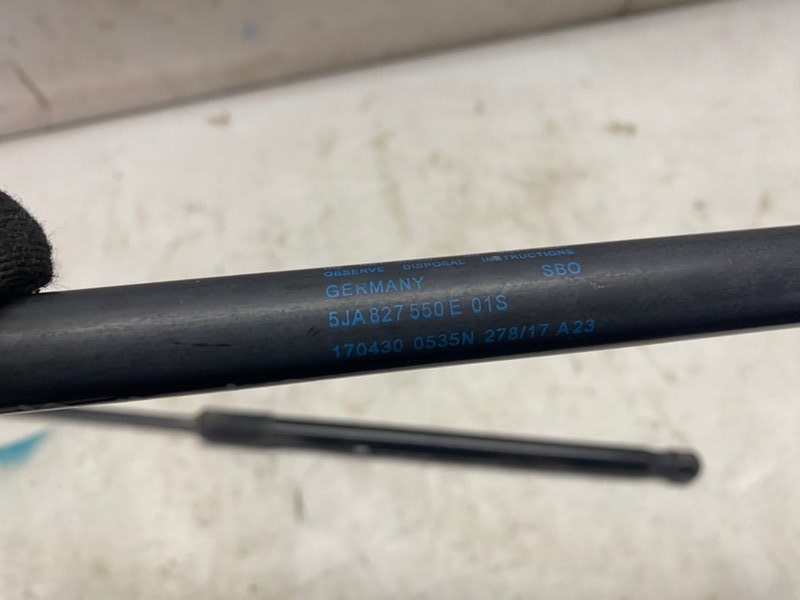 OBSERVE DISPOSAL INSTRUCTIONS
GERMANY SBO
5JA 827 550 E 01S
170430 0535N 278/17 A23